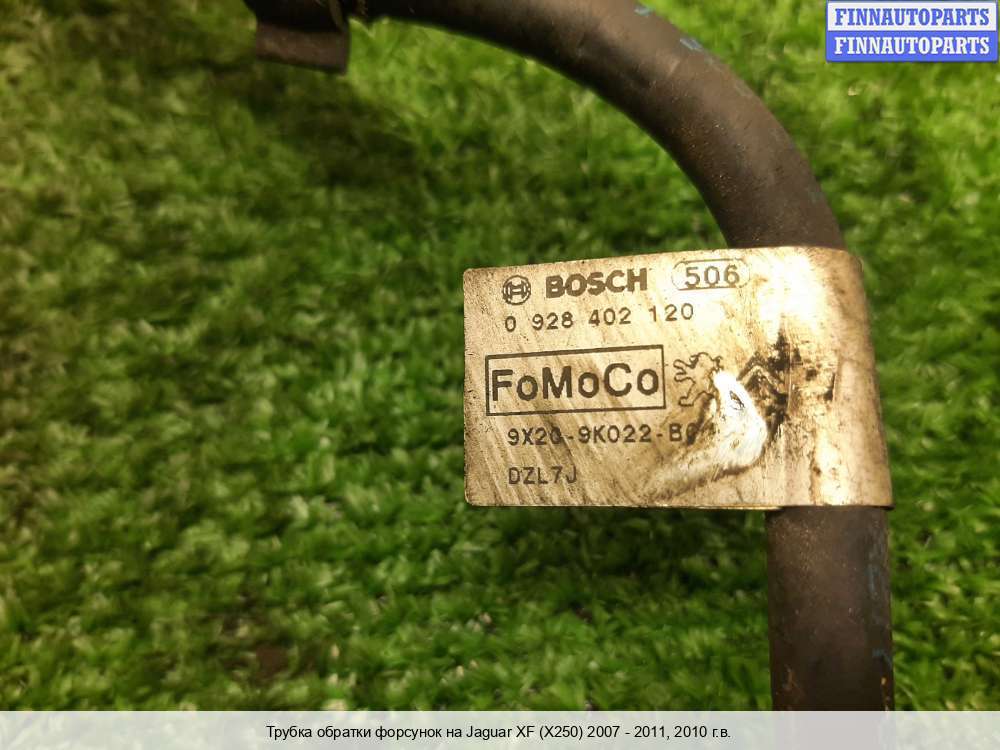 FINNAUTOPARTS
FINNAUTOPARTS
BOSCH 506
0 928 402 120
FoMoCo
DZL7J
Трубка обратки форсунок на Jaguar XF (X250) 2007 - 2011, 2010 г.в.